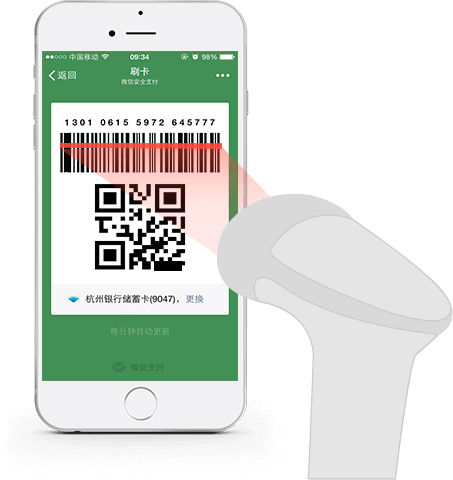 ●●○○○ 中国移动 09:34 98%
返回 刷卡 •••
微信安全支付
1301 0615 5972 645777
杭州银行储蓄卡(9047)，更换
每分钟自动更新
微信支付